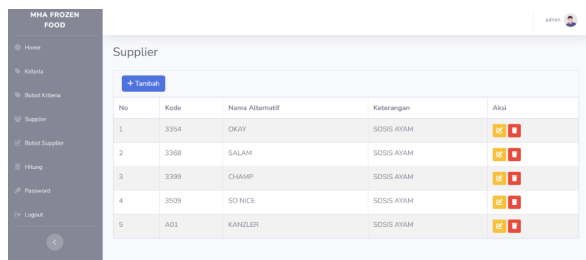 MHA FROZEN
FOOD
admin
Home
Kriteria
Bobot Kriteria
Supplier
Bobot Supplier
Hitung
Password
Logout
Supplier
+ Tambah
No Kode Nama Alternatif Keterangan Aksi
1 3354 OKAY SOSIS AYAM
2 3368 SALAM SOSIS AYAM
3 3399 CHAMP SOSIS AYAM
4 3509 SO NICE SOSIS AYAM
5 A01 KANZLER SOSIS AYAM